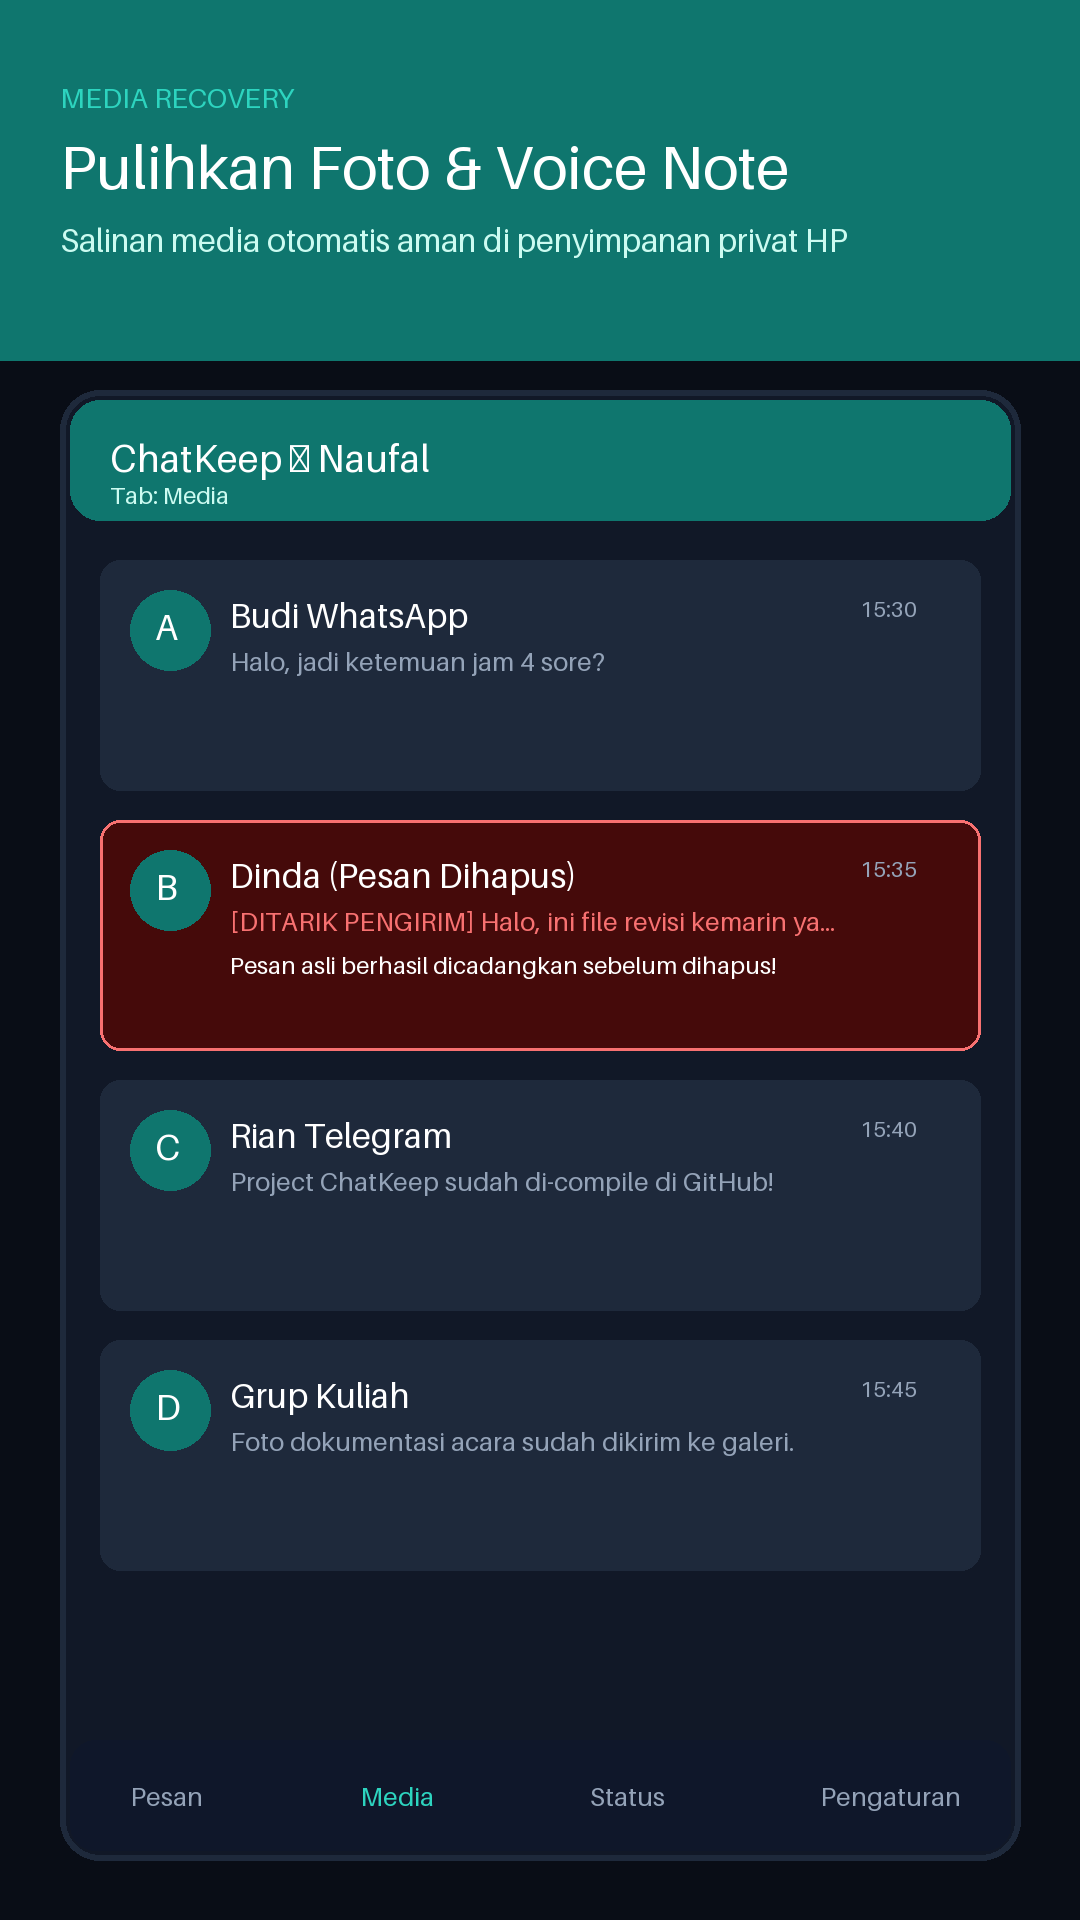 MEDIA RECOVERY
Pulihkan Foto & Voice Note
Salinan media otomatis aman di penyimpanan privat HP
ChatKeep Naufal
Tab: Media
A
Budi WhatsApp
15:30
Halo, jadi ketemuan jam 4 sore?
B
Dinda (Pesan Dihapus)
15:35
[DITARIK PENGIRIM] Halo, ini file revisi kemarin ya...
Pesan asli berhasil dicadangkan sebelum dihapus!
C
Rian Telegram
15:40
Project ChatKeep sudah di-compile di GitHub!
D
Grup Kuliah
15:45
Foto dokumentasi acara sudah dikirim ke galeri.
Pesan
Media
Status
Pengaturan